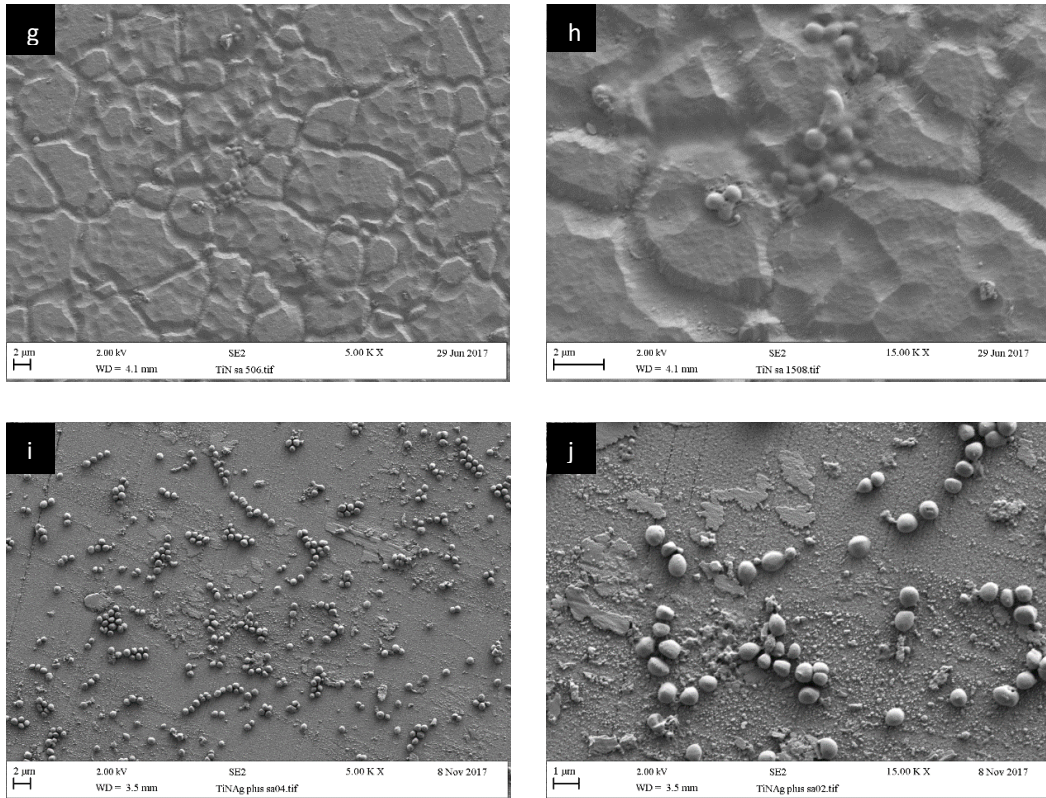 g
h
2 µm 2.00 kV SE2 5.00 K X 29 Jun 2017
WD = 4.1 mm TiN sa 506.tif
2 µm 2.00 kV SE2 15.00 K X 29 Jun 2017
WD = 4.1 mm TiN sa 1508.tif
i
j
2 µm 2.00 kV SE2 5.00 K X 8 Nov 2017
WD = 3.5 mm TiNAg plus sa04.tif
1 µm 2.00 kV SE2 15.00 K X 8 Nov 2017
WD = 3.5 mm TiNAg plus sa02.tif